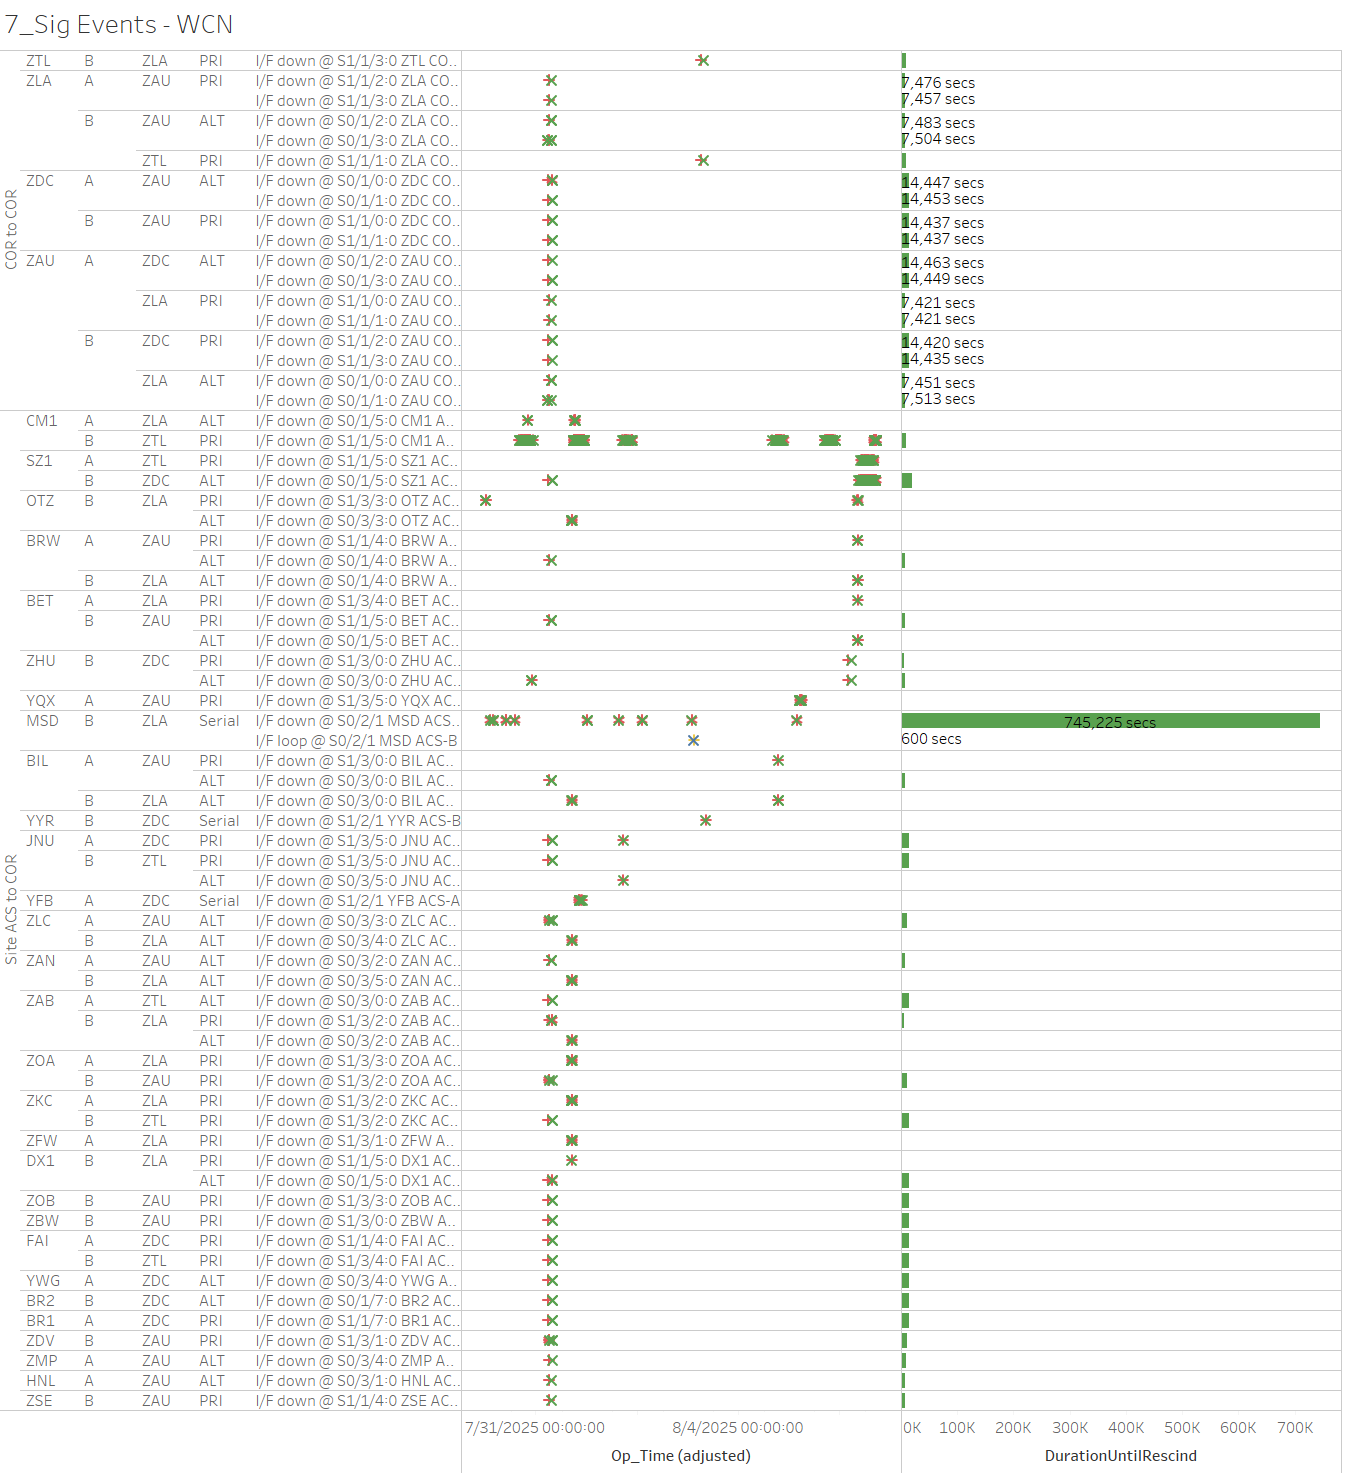 7_Sig Events - WCN
COR to COR
ZTL B ZLA PRI I/F down @ S1/1/3:0 ZTL CO..
ZLA A ZAU PRI I/F down @ S1/1/2:0 ZLA CO.. 7,476 secs
I/F down @ S1/1/3:0 ZLA CO.. 7,457 secs
B ZAU ALT I/F down @ S0/1/2:0 ZLA CO.. 7,483 secs
I/F down @ S0/1/3:0 ZLA CO.. 7,504 secs
ZTL PRI I/F down @ S1/1/1:0 ZLA CO..
ZDC A ZAU ALT I/F down @ S0/1/0:0 ZDC CO.. 14,447 secs
I/F down @ S0/1/1:0 ZDC CO.. 14,453 secs
B ZAU PRI I/F down @ S1/1/0:0 ZDC CO.. 14,437 secs
I/F down @ S1/1/1:0 ZDC CO.. 14,437 secs
ZAU A ZDC ALT I/F down @ S0/1/2:0 ZAU CO.. 14,463 secs
I/F down @ S0/1/3:0 ZAU CO.. 14,449 secs
ZLA PRI I/F down @ S1/1/0:0 ZAU CO.. 7,421 secs
I/F down @ S1/1/1:0 ZAU CO.. 7,421 secs
B ZDC PRI I/F down @ S1/1/2:0 ZAU CO.. 14,420 secs
I/F down @ S1/1/3:0 ZAU CO.. 14,435 secs
ZLA ALT I/F down @ S0/1/0:0 ZAU CO.. 7,451 secs
I/F down @ S0/1/1:0 ZAU CO.. 7,513 secs
Site ACS to COR
CM1 A ZLA ALT I/F down @ S0/1/5:0 CM1 A..
B ZTL PRI I/F down @ S1/1/5:0 CM1 A..
SZ1 A ZTL PRI I/F down @ S1/1/5:0 SZ1 AC..
B ZDC ALT I/F down @ S0/1/5:0 SZ1 AC..
OTZ B ZLA PRI I/F down @ S1/3/3:0 OTZ AC..
ALT I/F down @ S0/3/3:0 OTZ AC..
BRW A ZAU PRI I/F down @ S1/1/4:0 BRW A..
ALT I/F down @ S0/1/4:0 BRW A..
B ZLA ALT I/F down @ S0/1/4:0 BRW A..
BET A ZLA PRI I/F down @ S1/3/4:0 BET AC..
B ZAU PRI I/F down @ S1/1/5:0 BET AC..
ALT I/F down @ S0/1/5:0 BET AC..
ZHU B ZDC PRI I/F down @ S1/3/0:0 ZHU AC..
ALT I/F down @ S0/3/0:0 ZHU AC..
YQX A ZAU PRI I/F down @ S1/3/5:0 YQX AC..
MSD B ZLA Serial I/F down @ S0/2/1 MSD ACS.. 745,225 secs
I/F loop @ S0/2/1 MSD ACS-B 600 secs
BIL A ZAU PRI I/F down @ S1/3/0:0 BIL AC..
ALT I/F down @ S0/3/0:0 BIL AC..
B ZLA ALT I/F down @ S0/3/0:0 BIL AC..
YYR B ZDC Serial I/F down @ S1/2/1 YYR ACS-B
JNU A ZDC PRI I/F down @ S1/3/5:0 JNU AC..
B ZTL PRI I/F down @ S1/3/5:0 JNU AC..
ALT I/F down @ S0/3/5:0 JNU AC..
YFB A ZDC Serial I/F down @ S1/2/1 YFB ACS-A
ZLC A ZAU ALT I/F down @ S0/3/3:0 ZLC AC..
B ZLA ALT I/F down @ S0/3/4:0 ZLC AC..
ZAN A ZAU ALT I/F down @ S0/3/2:0 ZAN AC..
B ZLA ALT I/F down @ S0/3/5:0 ZAN AC..
ZAB A ZTL ALT I/F down @ S0/3/0:0 ZAB AC..
B ZLA PRI I/F down @ S1/3/2:0 ZAB AC..
ALT I/F down @ S0/3/2:0 ZAB AC..
ZOA A ZLA PRI I/F down @ S1/3/3:0 ZOA AC..
B ZAU PRI I/F down @ S1/3/2:0 ZOA AC..
ZKC A ZLA PRI I/F down @ S1/3/2:0 ZKC AC..
B ZTL PRI I/F down @ S1/3/2:0 ZKC AC..
ZFW A ZLA PRI I/F down @ S1/3/1:0 ZFW A..
DX1 B ZLA PRI I/F down @ S1/1/5:0 DX1 AC..
ALT I/F down @ S0/1/5:0 DX1 AC..
ZOB B ZAU PRI I/F down @ S1/3/3:0 ZOB AC..
ZBW B ZAU PRI I/F down @ S1/3/0:0 ZBW A..
FAI A ZDC PRI I/F down @ S1/1/4:0 FAI AC..
B ZTL PRI I/F down @ S1/3/4:0 FAI AC..
YWG A ZDC ALT I/F down @ S0/3/4:0 YWG A..
BR2 B ZDC ALT I/F down @ S0/1/7:0 BR2 AC..
BR1 A ZDC PRI I/F down @ S1/1/7:0 BR1 AC..
ZDV B ZAU PRI I/F down @ S1/3/1:0 ZDV AC..
ZMP A ZAU ALT I/F down @ S0/3/4:0 ZMP A..
HNL A ZAU ALT I/F down @ S0/3/1:0 HNL AC..
ZSE B ZAU PRI I/F down @ S1/1/4:0 ZSE AC..
7/31/2025 00:00:00 8/4/2025 00:00:00 0K 100K 200K 300K 400K 500K 600K 700K
Op_Time (adjusted) DurationUntilRescind